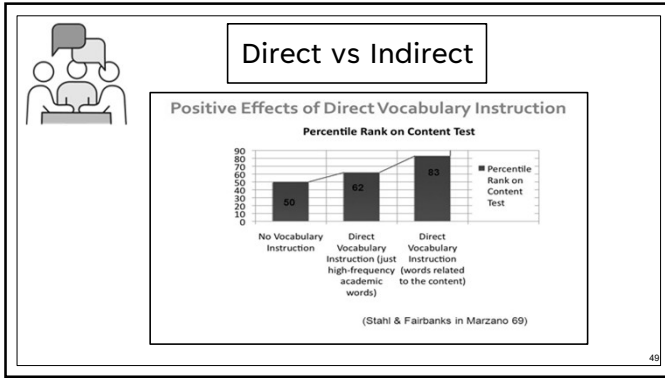 Direct vs Indirect
Positive Effects of Direct Vocabulary Instruction
Percentile Rank on Content Test
90
80
70
60
50
40
30
20
10
0
50
62
83
Percentile
Rank on
Content
Test
No Vocabulary
Instruction
Direct
Vocabulary
Instruction (just
high-frequency
academic
words)
Direct
Vocabulary
Instruction
(words related
to the content)
(Stahl & Fairbanks in Marzano 69)
49